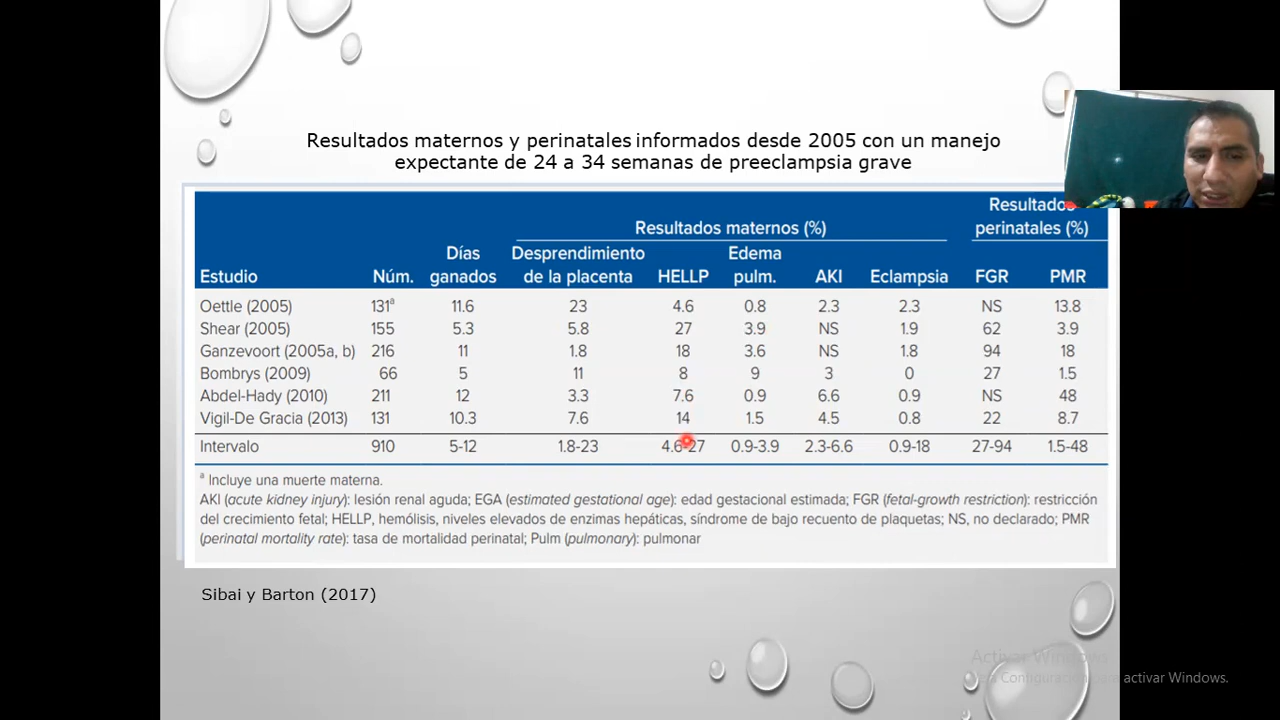 Resultados maternos y perinatales informados desde 2005 con un manejo
expectante de 24 a 34 semanas de preeclampsia grave
Resultados maternos (%)
Resultados
perinatales (%)
Estudio Núm. Días ganados Desprendimiento de la placenta HELLP Edema pulm. AKI Eclampsia FGR PMR
Oettle (2005) 131ª 11.6 23 4.6 0.8 2.3 2.3 NS 13.8
Shear (2005) 155 5.3 5.8 27 3.9 NS 1.9 62 3.9
Ganzevoort (2005a, b) 216 11 1.8 18 3.6 NS 1.8 94 18
Bombrys (2009) 66 5 11 8 9 3 0 27 1.5
Abdel-Hady (2010) 211 12 3.3 7.6 0.9 6.6 0.9 NS 48
Vigil-De Gracia (2013) 131 10.3 7.6 14 1.5 4.5 0.8 22 8.7
Intervalo 910 5-12 1.8-23 4.6-27 0.9-3.9 2.3-6.6 0.9-18 27-94 1.5-48
ª Incluye una muerte materna.
AKI (acute kidney injury): lesión renal aguda; EGA (estimated gestational age): edad gestacional estimada; FGR (fetal-growth restriction): restricción
del crecimiento fetal; HELLP, hemólisis, niveles elevados de enzimas hepáticas, síndrome de bajo recuento de plaquetas; NS, no declarado; PMR
(perinatal mortality rate): tasa de mortalidad perinatal; Pulm (pulmonary): pulmonar
Sibai y Barton (2017)
Activar Windows
Configuración para activar Windows.